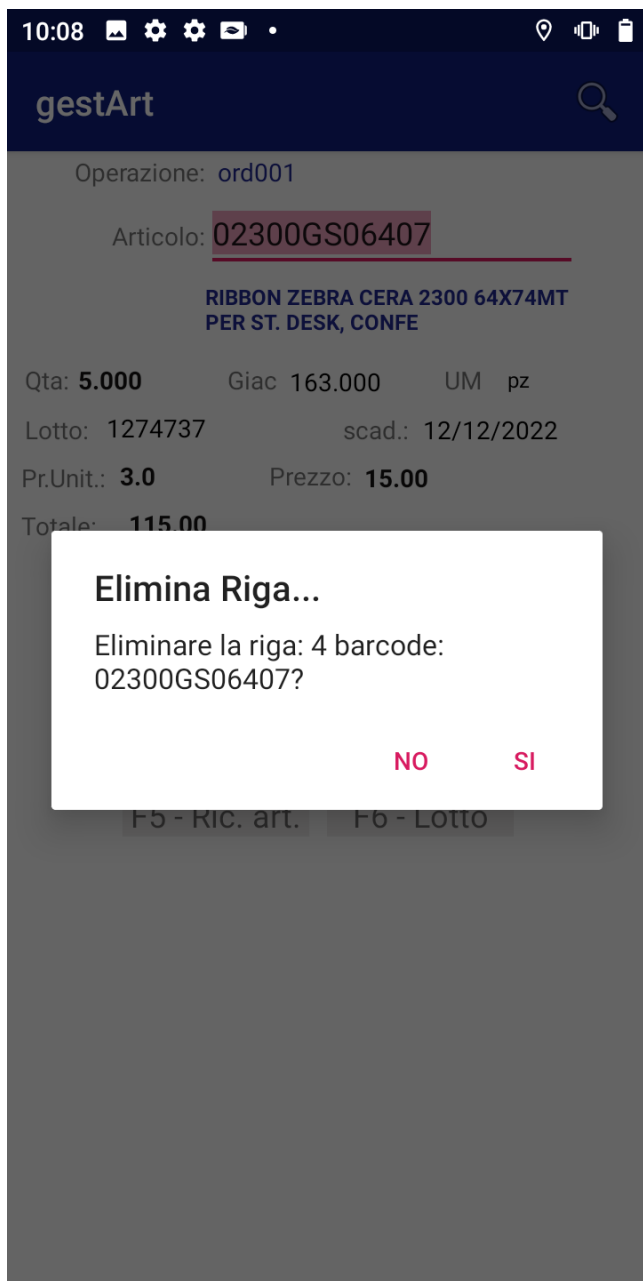 10:08
gestArt
Operazione: ord001
Articolo: 02300GS06407
RIBBON ZEBRA CERA 2300 64X74MT
PER ST. DESK, CONFE
Qta: 5.000 Giac 163.000 UM pz
Lotto: 1274737 scad.: 12/12/2022
Pr.Unit.: 3.0 Prezzo: 15.00
Totale: 115.00
Elimina Riga...
Eliminare la riga: 4 barcode:
02300GS06407?
NO SI
F5 - Ric. art. F6 - Lotto